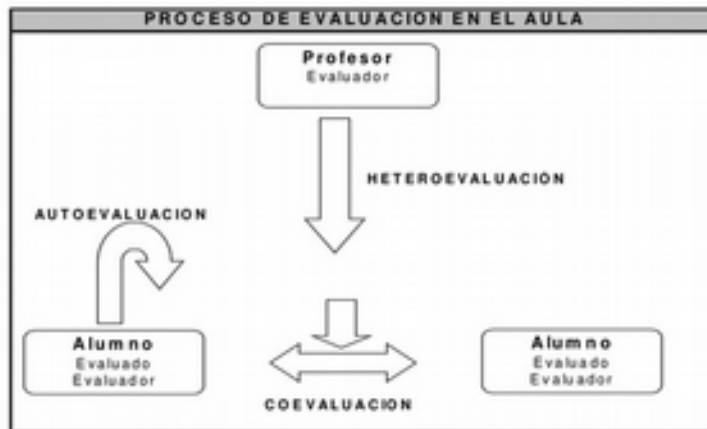 PROCESO DE EVALUACION EN EL AULA
Profesor
Evaluador
HETEROEVALUACION
AUTOEVALUACION
Alumno
Evaluado
Evaluador
Alumno
Evaluado
Evaluador
COEVALUACION